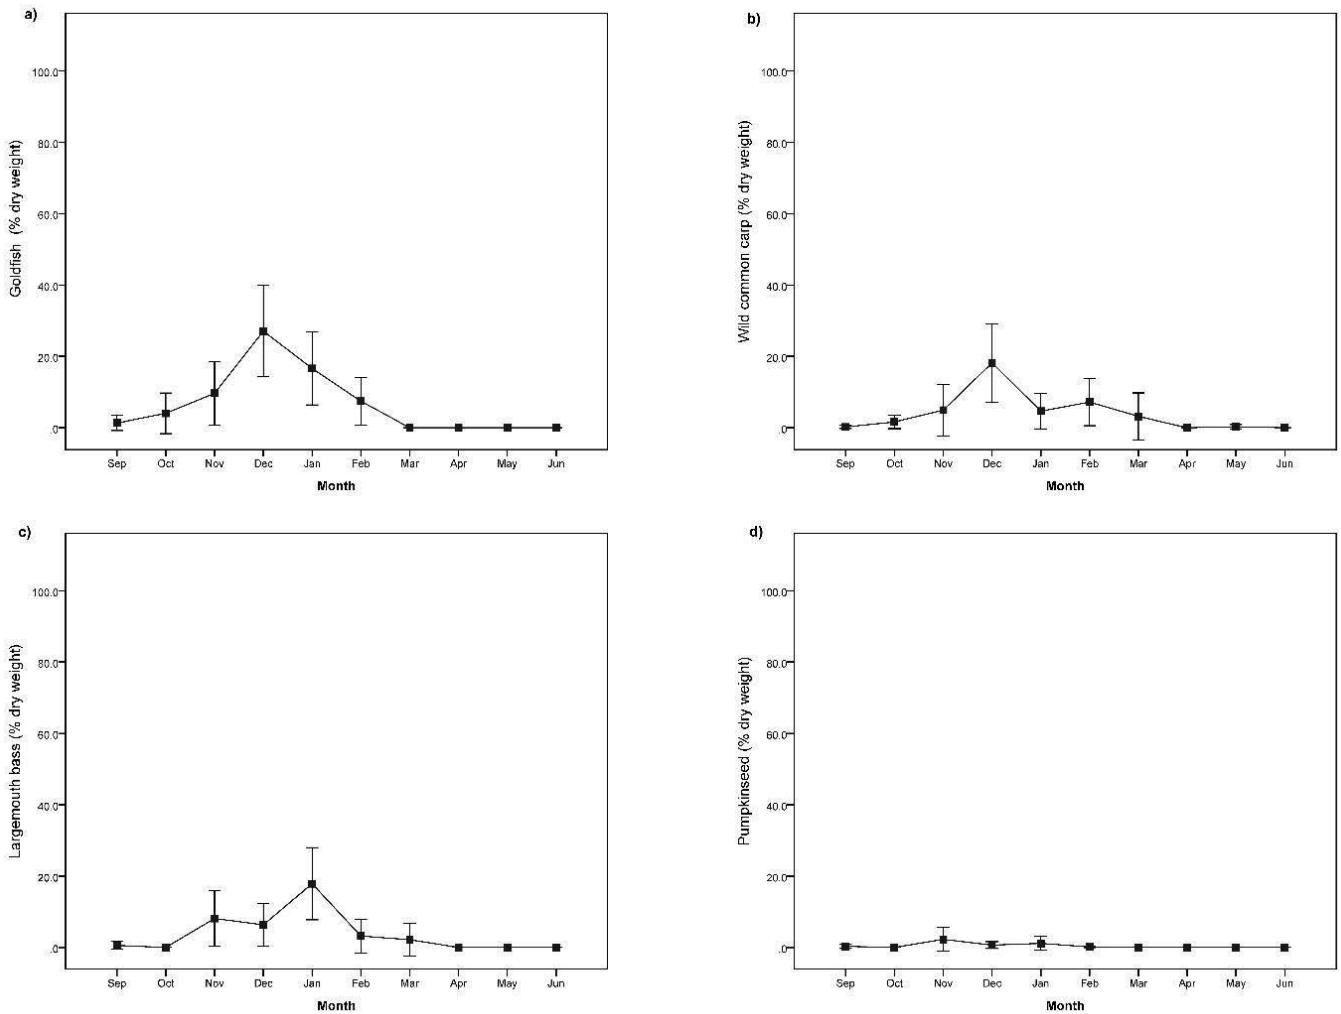 a)
Goldfish (% dry weight)
100.0
80.0
60.0
40.0
20.0
.0
Sep Oct Nov Dec Jan Feb Mar Apr May Jun
Month
b)
Wild common carp (% dry weight)
100.0
80.0
60.0
40.0
20.0
.0
Sep Oct Nov Dec Jan Feb Mar Apr May Jun
Month
c)
Largemouth bass (% dry weight)
100.0
80.0
60.0
40.0
20.0
.0
Sep Oct Nov Dec Jan Feb Mar Apr May Jun
Month
d)
Pumpkinseed (% dry weight)
100.0
80.0
60.0
40.0
20.0
.0
Sep Oct Nov Dec Jan Feb Mar Apr May Jun
Month